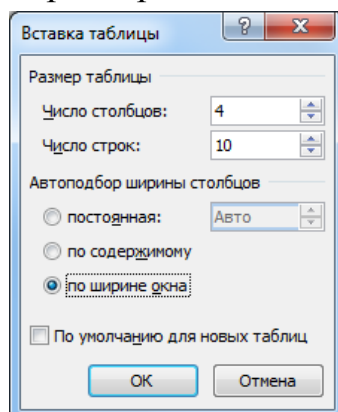 Вставка таблицы
Размер таблицы
Число столбцов: 4
Число строк: 10
Автоподбор ширины столбцов
постоянная: Авто
по содержимому
по ширине окна
По умолчанию для новых таблиц
ОК Отмена